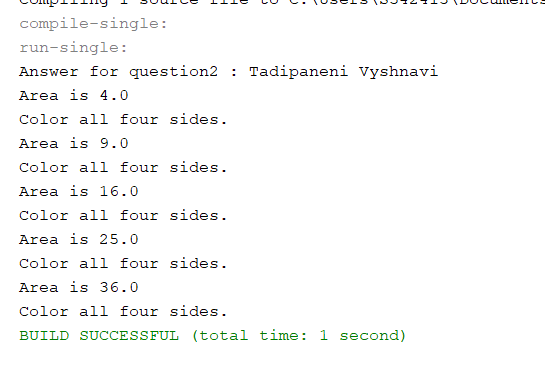 Compiling 1 source file to C:\Users\S542415\Documents
compile-single:
run-single:
Answer for question2 : Tadipaneni Vyshnavi
Area is 4.0
Color all four sides.
Area is 9.0
Color all four sides.
Area is 16.0
Color all four sides.
Area is 25.0
Color all four sides.
Area is 36.0
Color all four sides.
BUILD SUCCESSFUL (total time: 1 second)